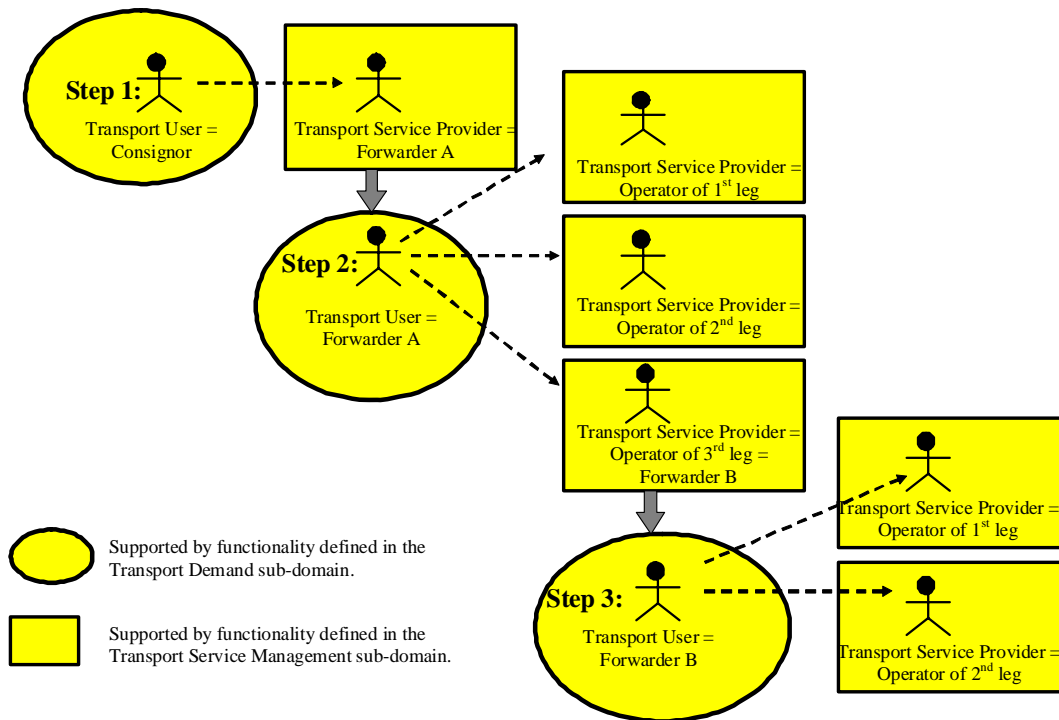 Step 1:
Transport User =
Consignor
Transport Service Provider =
Forwarder A
Transport Service Provider =
Operator of 1st leg
Step 2:
Transport User =
Forwarder A
Transport Service Provider =
Operator of 2nd leg
Transport Service Provider =
Operator of 3rd leg =
Forwarder B
Transport Service Provider =
Operator of 1st leg
Step 3:
Transport User =
Forwarder B
Transport Service Provider =
Operator of 2nd leg
Supported by functionality defined in the
Transport Demand sub-domain.
Supported by functionality defined in the
Transport Service Management sub-domain.